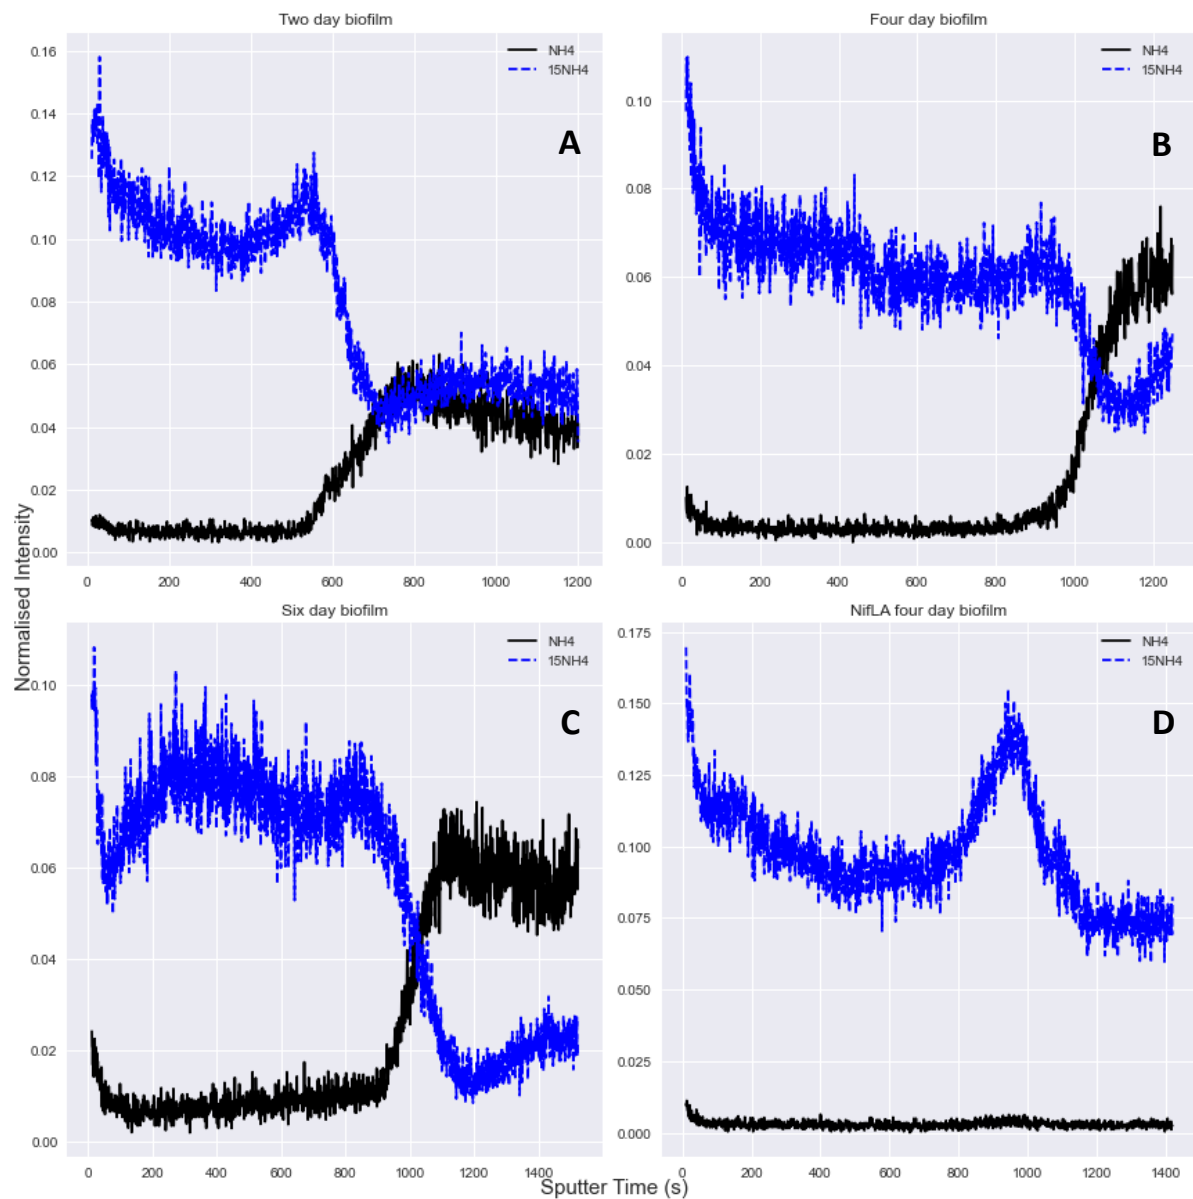 Two day biofilm
NH4
15NH4
A
0.16
0.14
0.12
0.10
0.08
0.06
0.04
0.02
0.00
0 200 400 600 800 1000 1200
Four day biofilm
NH4
15NH4
B
0.10
0.08
0.06
0.04
0.02
0.00
0 200 400 600 800 1000 1200
Normalised Intensity
Six day biofilm
NH4
15NH4
C
0.10
0.08
0.06
0.04
0.02
0.00
0 200 400 600 800 1000 1200 1400
NifLA four day biofilm
NH4
15NH4
D
0.175
0.150
0.125
0.100
0.075
0.050
0.025
0.000
0 200 400 600 800 1000 1200 1400
Sputter Time (s)